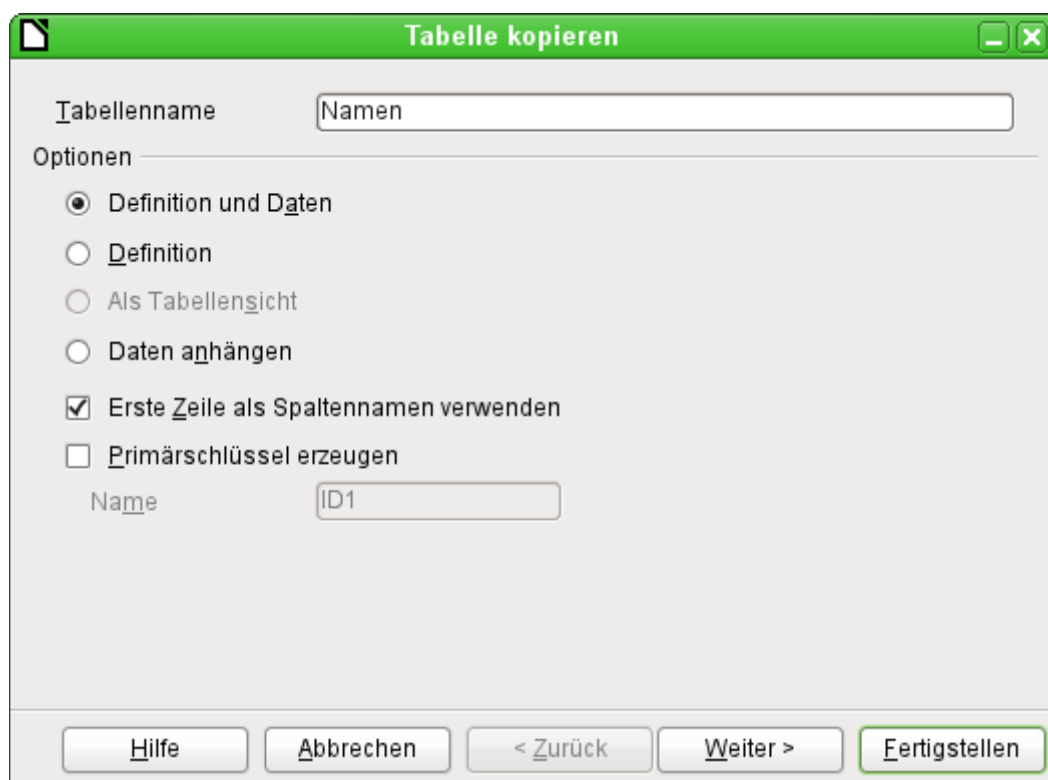 Tabelle kopieren
Tabellenname Namen
Optionen
Definition und Daten
Definition
Als Tabellensicht
Daten anhängen
Erste Zeile als Spaltennamen verwenden
Primärschlüssel erzeugen
Name ID1
Hilfe Abbrechen < Zurück Weiter > Fertigstellen